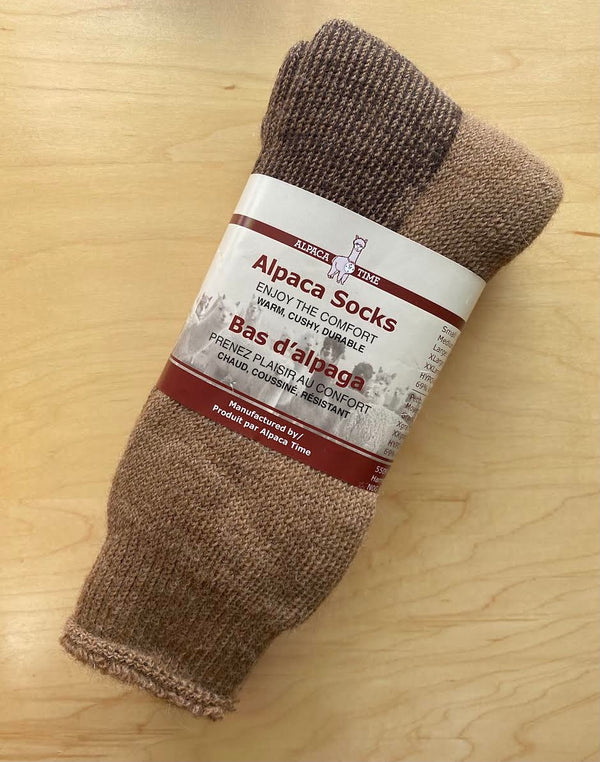 ALPACA TIME
Alpaca Socks
ENJOY THE COMFORT
WARM, CUSHY, DURABLE
Bas d'alpaga
PRENEZ PLAISIR AU CONFORT
CHAUD, COUSSINÉ, RÉSISTANT
Manufactured by/
Produit par Alpaca Time